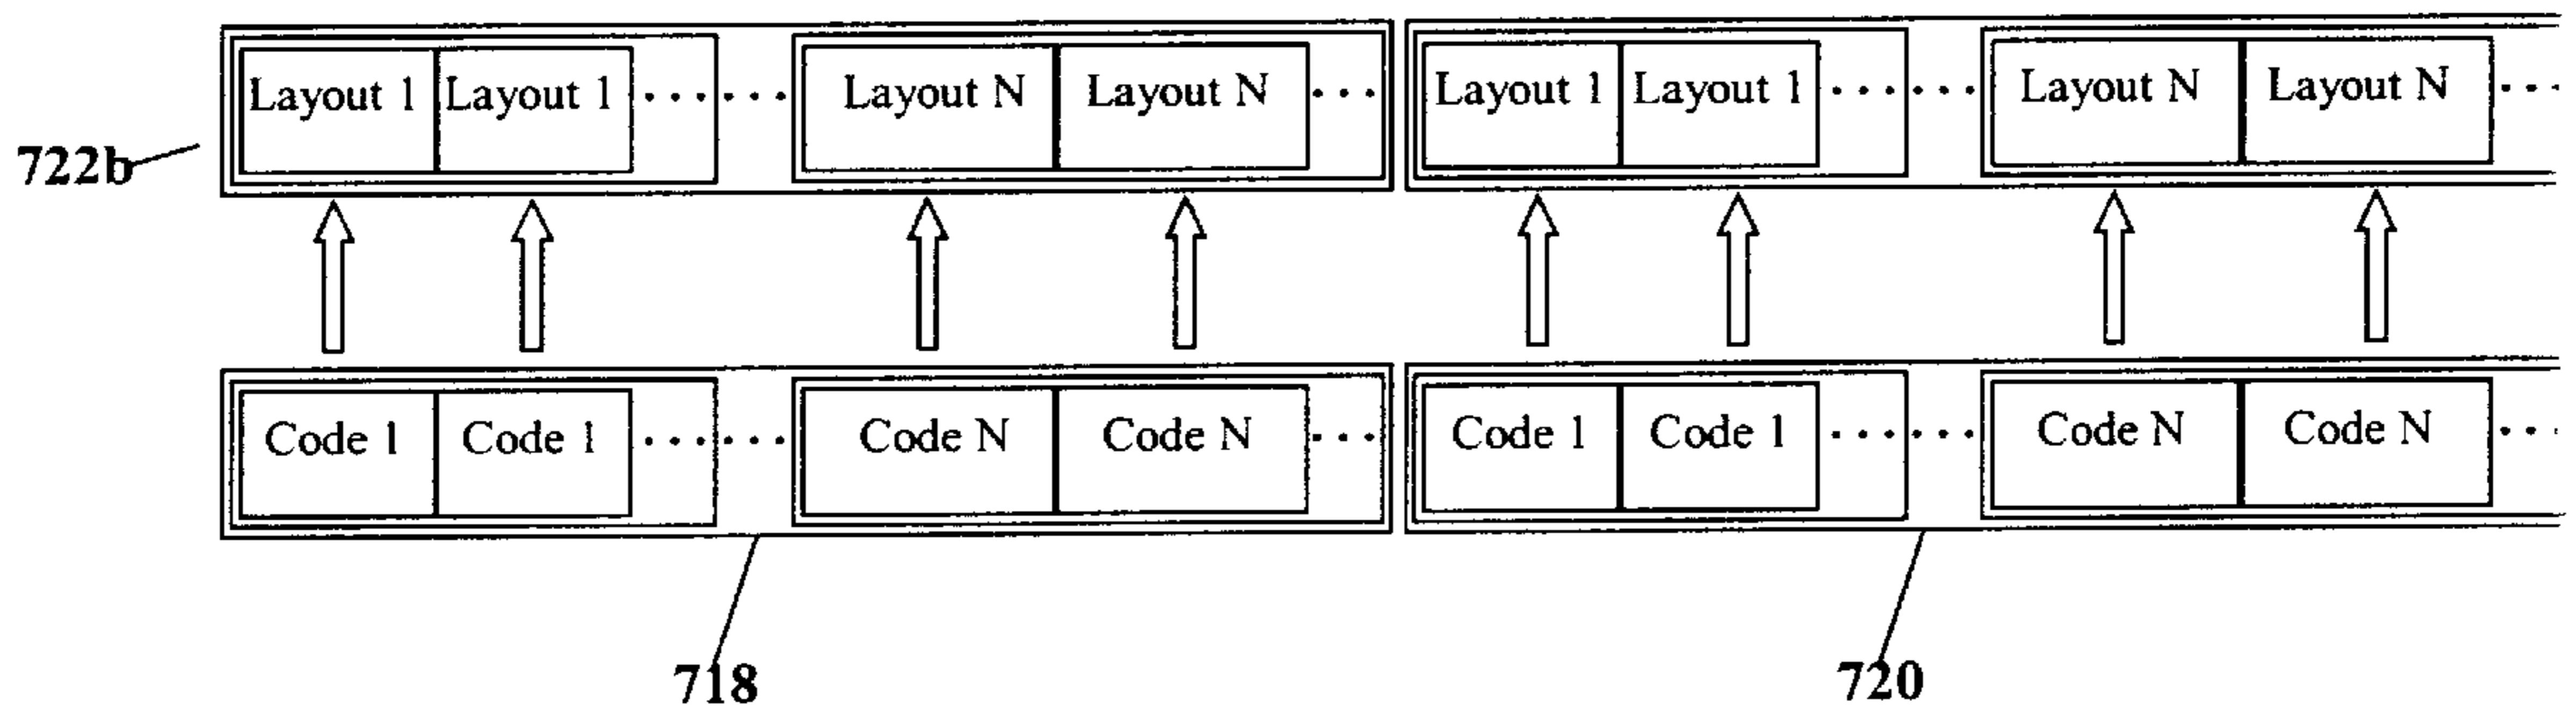 Layout 1 Layout 1 ...... Layout N Layout N ... Layout 1 Layout 1 ...... Layout N Layout N ...
722b
Code 1 Code 1 ...... Code N Code N ... Code 1 Code 1 ...... Code N Code N ...
718 720